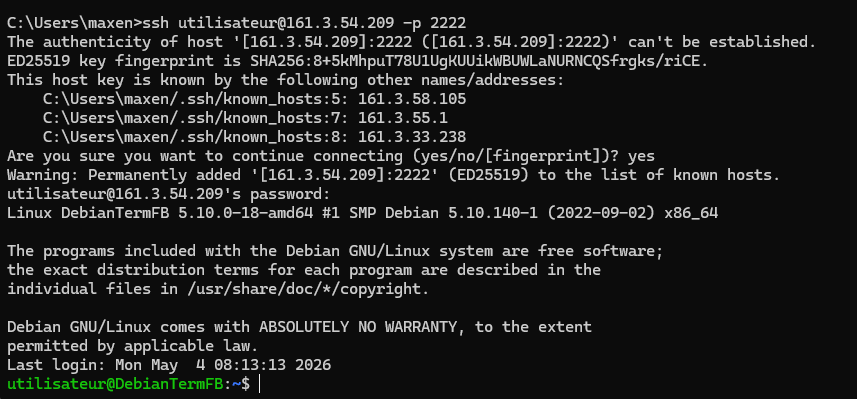 C:\Users\maxen>ssh utilisateur@161.3.54.209 -p 2222
The authenticity of host '[161.3.54.209]:2222 ([161.3.54.209]:2222)' can't be established.
ED25519 key fingerprint is SHA256:8+5kMhpuT78U1UgKUUikWBUWLaNURNCQSfrgks/riCE.
This host key is known by the following other names/addresses:
    C:\Users\maxen/.ssh/known_hosts:5: 161.3.58.105
    C:\Users\maxen/.ssh/known_hosts:7: 161.3.55.1
    C:\Users\maxen/.ssh/known_hosts:8: 161.3.33.238
Are you sure you want to continue connecting (yes/no/[fingerprint])? yes
Warning: Permanently added '[161.3.54.209]:2222' (ED25519) to the list of known hosts.
utilisateur@161.3.54.209's password:
Linux DebianTermFB 5.10.0-18-amd64 #1 SMP Debian 5.10.140-1 (2022-09-02) x86_64

The programs included with the Debian GNU/Linux system are free software;
the exact distribution terms for each program are described in the
individual files in /usr/share/doc/*/copyright.

Debian GNU/Linux comes with ABSOLUTELY NO WARRANTY, to the extent
permitted by applicable law.
Last login: Mon May  4 08:13:13 2026
utilisateur@DebianTermFB:~$